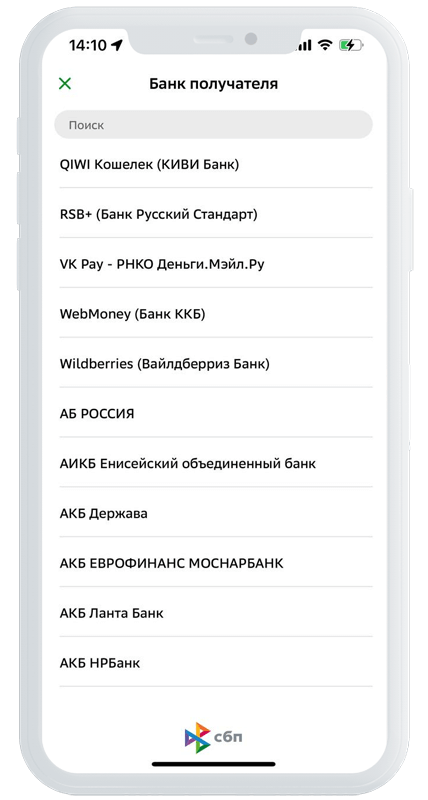 14:10
Банк получателя
Поиск
QIWI Кошелек (КИВИ Банк)
RSB+ (Банк Русский Стандарт)
VK Pay - РНКО Деньги.Мэйл.Ру
WebMoney (Банк ККБ)
Wildberries (Вайлдберриз Банк)
АБ РОССИЯ
АИКБ Енисейский объединенный банк
АКБ Держава
АКБ ЕВРОФИНАНС МОСНАРБАНК
АКБ Ланта Банк
АКБ НРБанк
сбп